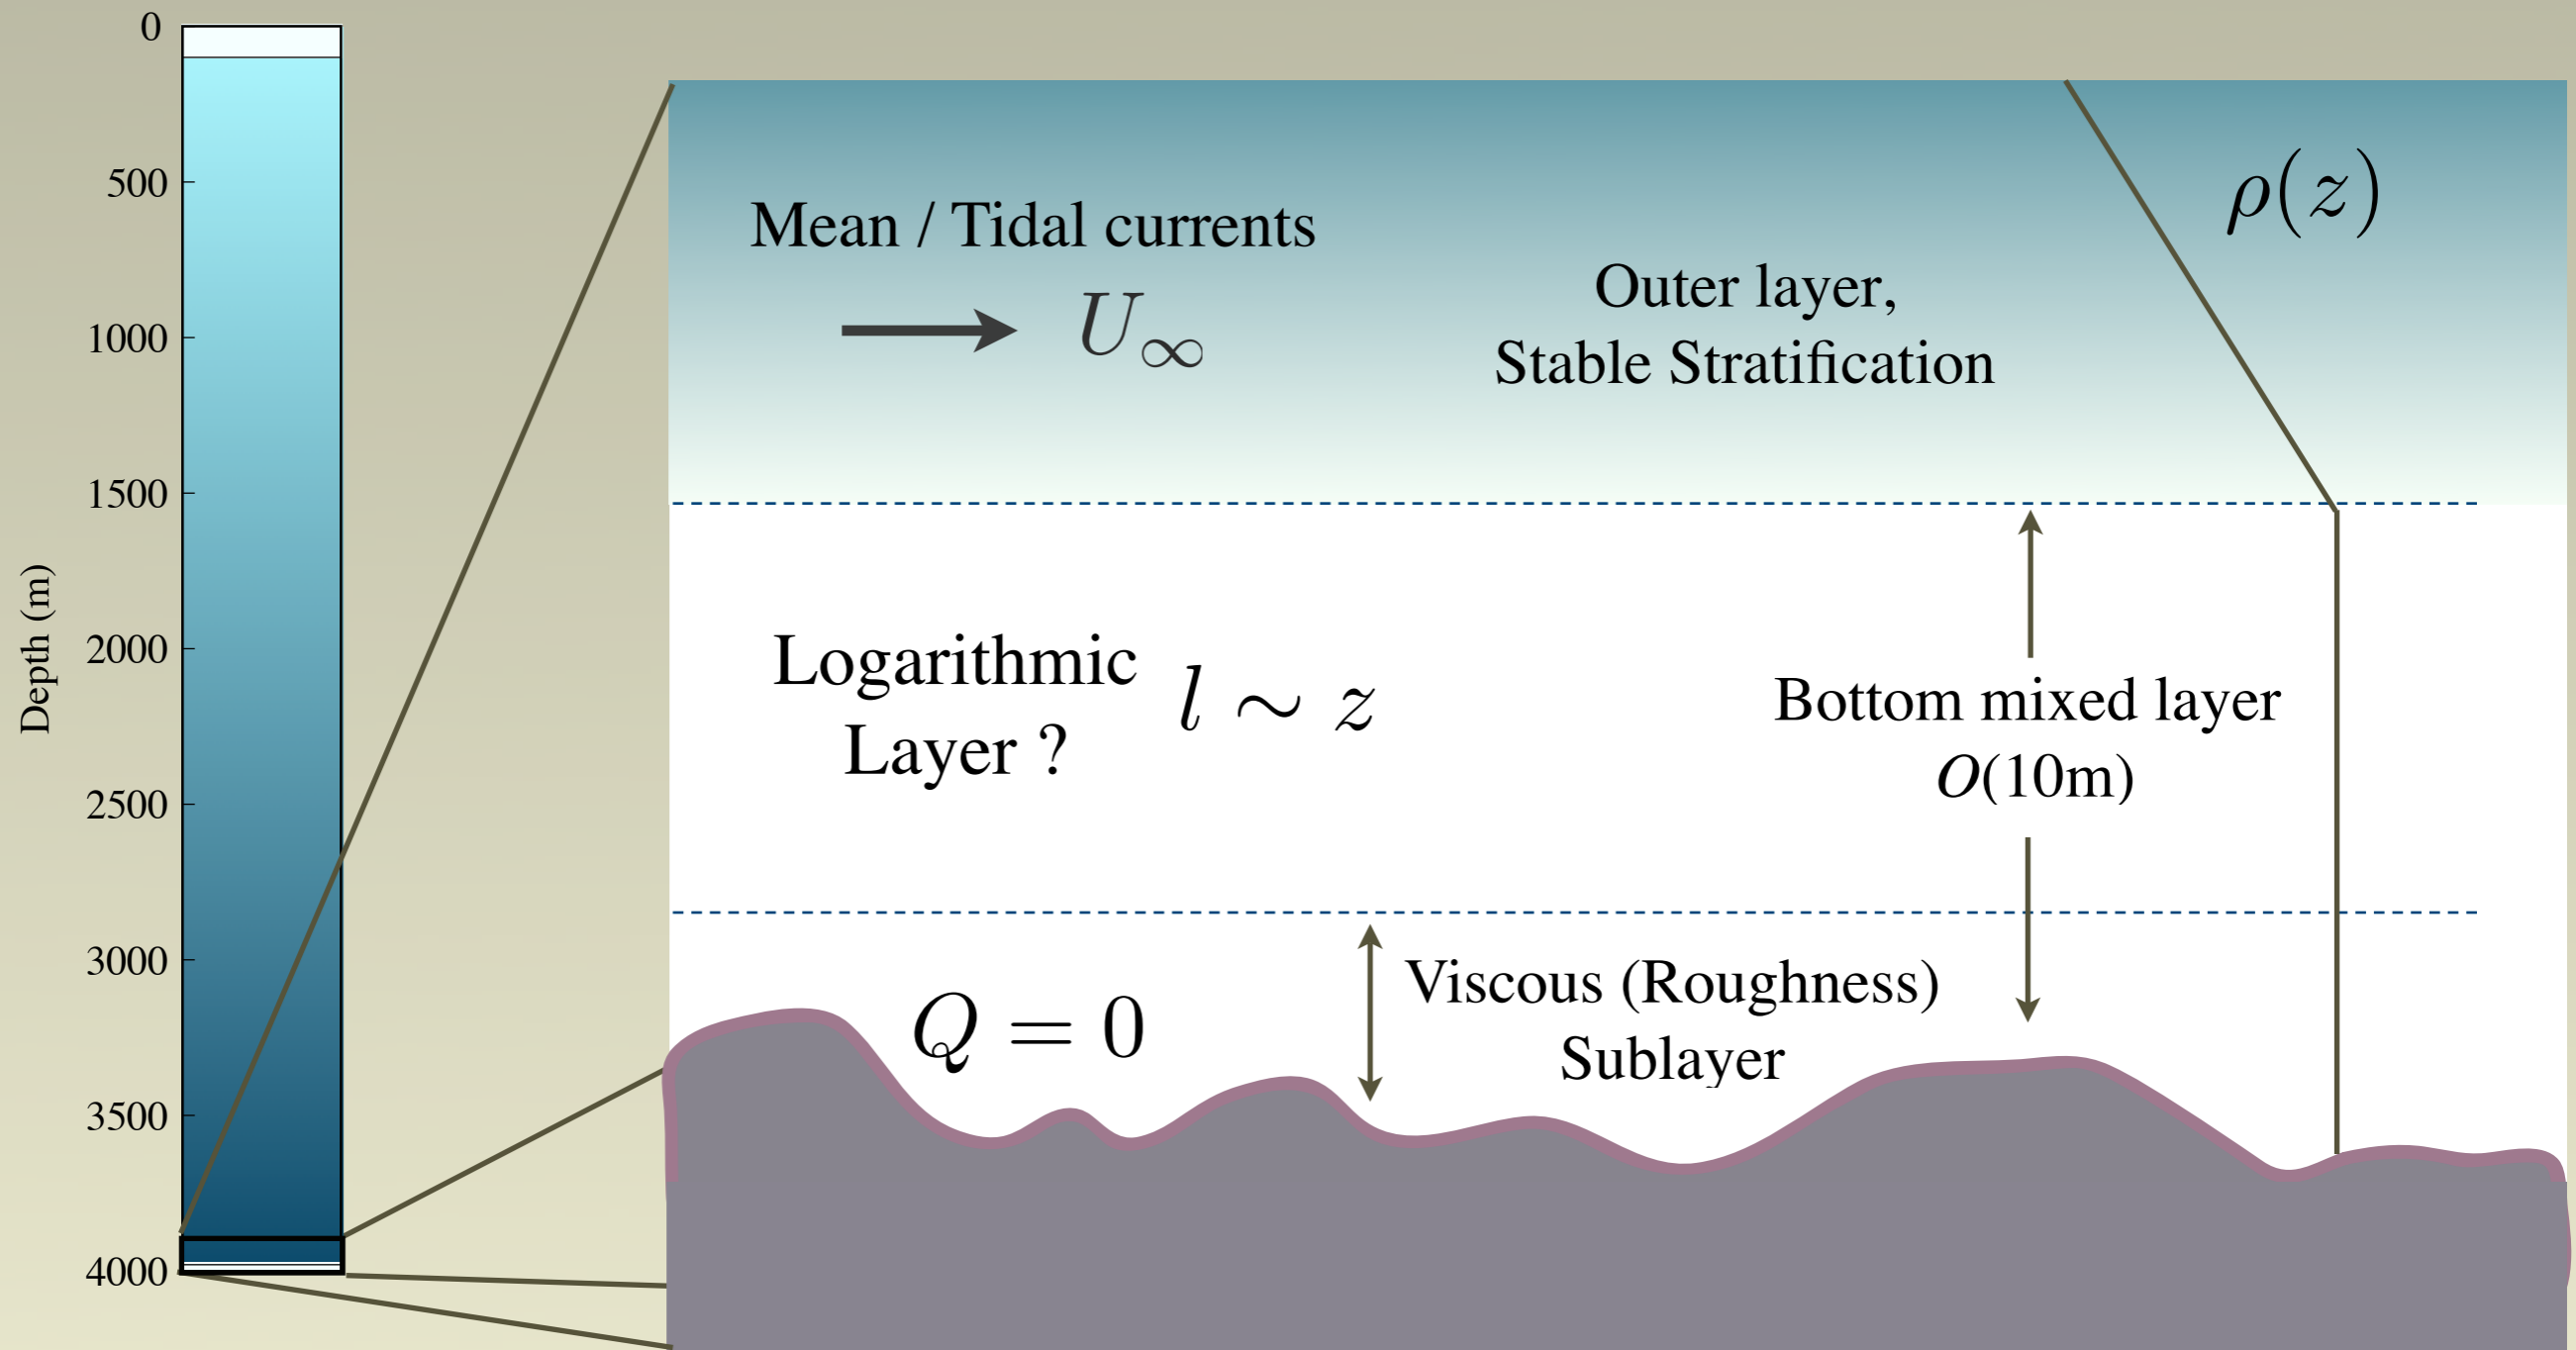 0
500
1000
1500
2000
2500
3000
3500
4000
Depth (m)
Mean / Tidal currents
U∞
Outer layer,
Stable Stratification
ρ(z)
Logarithmic
Layer ?
l ∼ z
Bottom mixed layer
O(10m)
Q = 0
Viscous (Roughness)
Sublayer